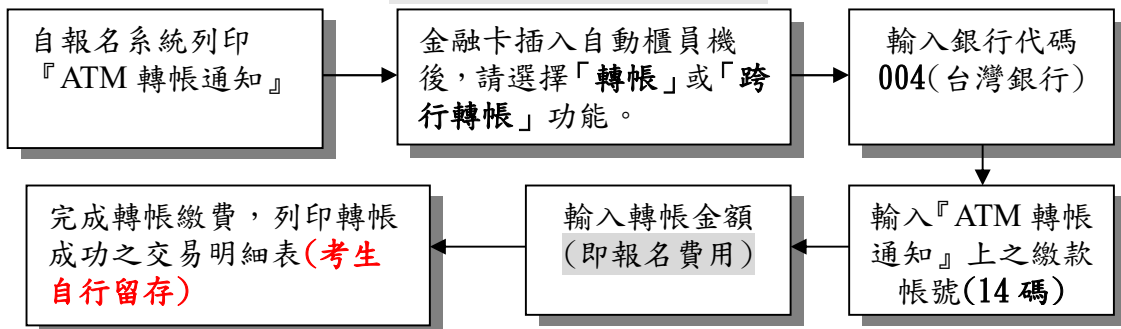 自報名系統列印
『ATM 轉帳通知』
金融卡插入自動櫃員機
後，請選擇「轉帳」或「跨
行轉帳」功能。
輸入銀行代碼
004(台灣銀行)
輸入『ATM 轉帳
通知』上之繳款
帳號(14 碼)
輸入轉帳金額
(即報名費用)
完成轉帳繳費，列印轉帳
成功之交易明細表(考生
自行留存)